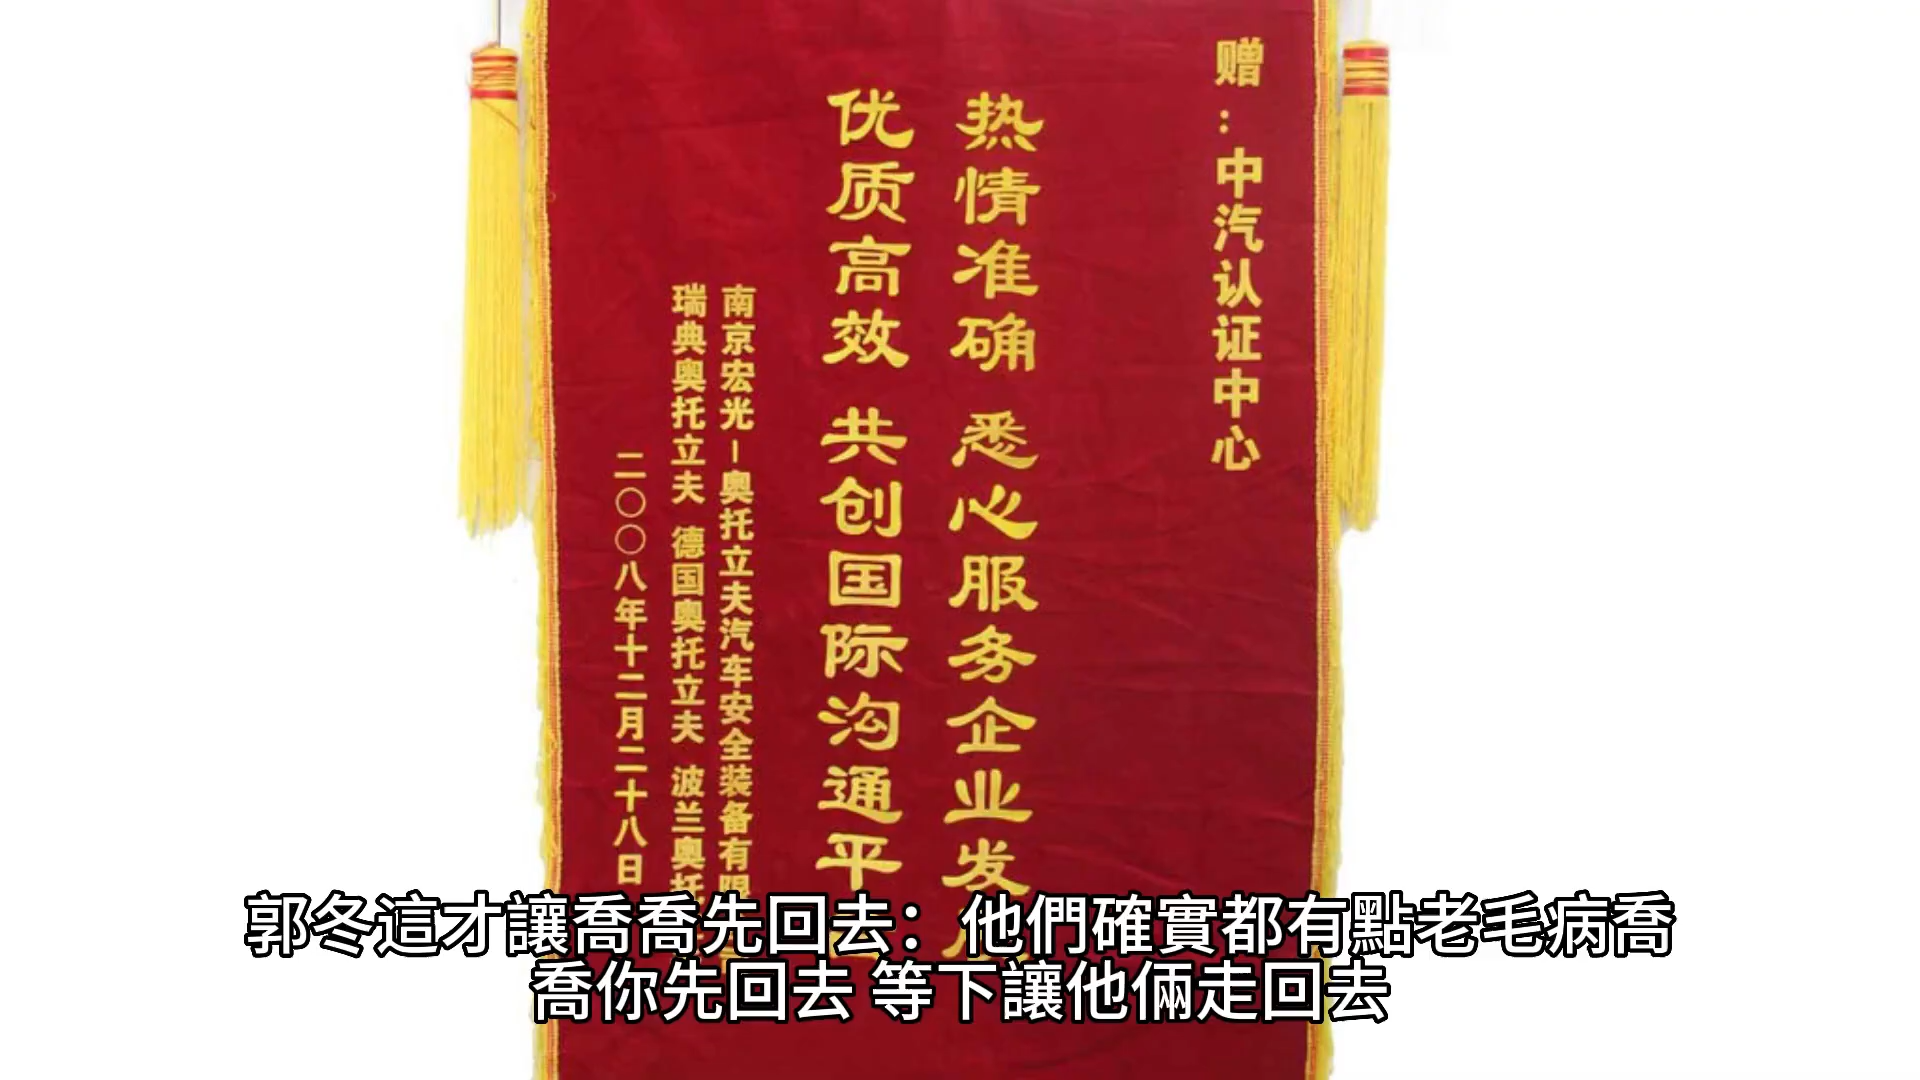 赠：中汽认证中心
热情准确 悉心服务企业发
优质高效 共创国际沟通平
南京宏光－奥托立夫汽车安全装备有限
瑞典奥托立夫 德国奥托立夫 波兰奥托
二〇〇八年十二月二十八日
郭冬這才讓喬喬先回去：他們確實都有點老毛病喬
喬你先回去 等下讓他倆走回去